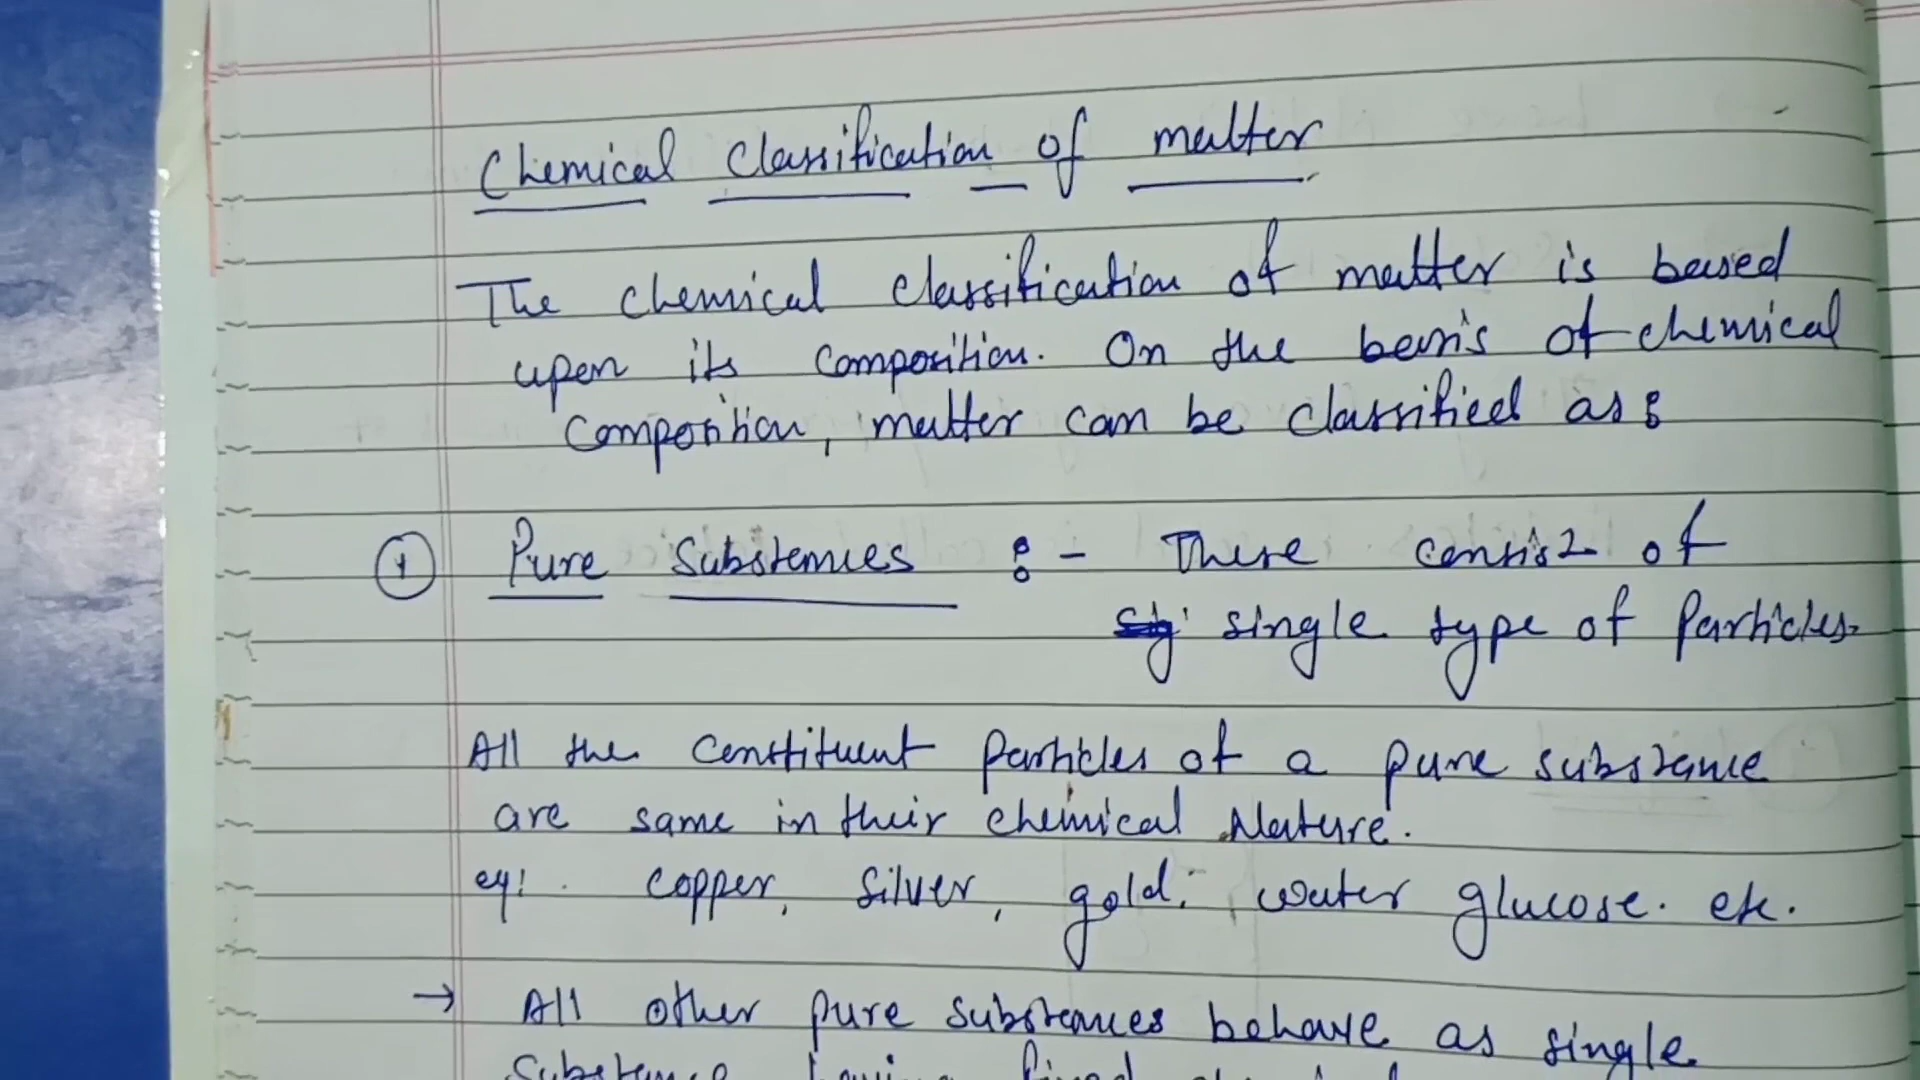 Chemical Classification of matter
The chemical classification of matter is based
upon its composition. On the basis of chemical
composition, matter can be classified as :
① Pure Substances :- These consist of
single type of particles.
All the constituent particles of a pure substance
are same in their chemical Nature.
eg: copper, silver, gold, water glucose. etc.
→ All other pure substances behave as single
substance having fixed